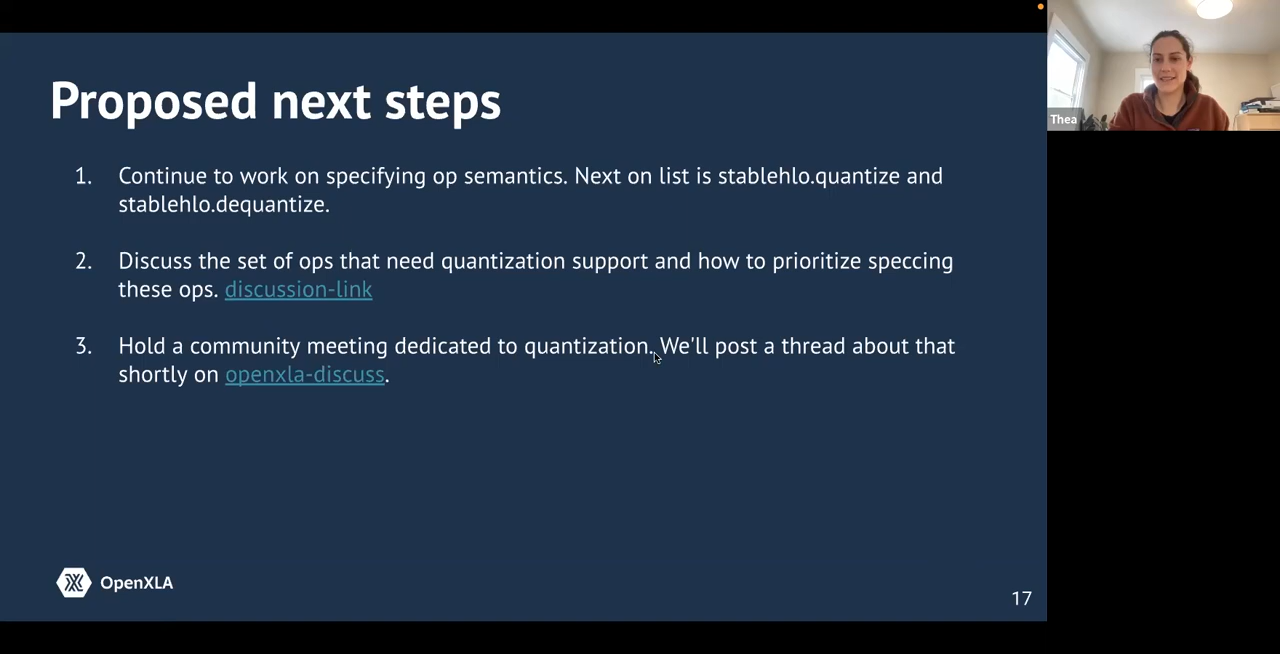 Proposed next steps
1. Continue to work on specifying op semantics. Next on list is stablehlo.quantize and
stablehlo.dequantize.
2. Discuss the set of ops that need quantization support and how to prioritize speccing
these ops. discussion-link
3. Hold a community meeting dedicated to quantization. We'll post a thread about that
shortly on openxla-discuss.
OpenXLA
17
Thea